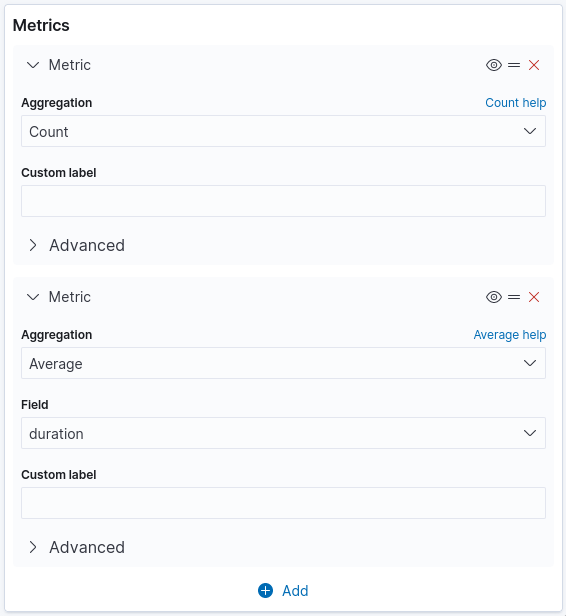 Metrics
Metric
Aggregation Count help
Count
Custom label
Advanced
Metric
Aggregation Average help
Average
Field
duration
Custom label
Advanced
Add